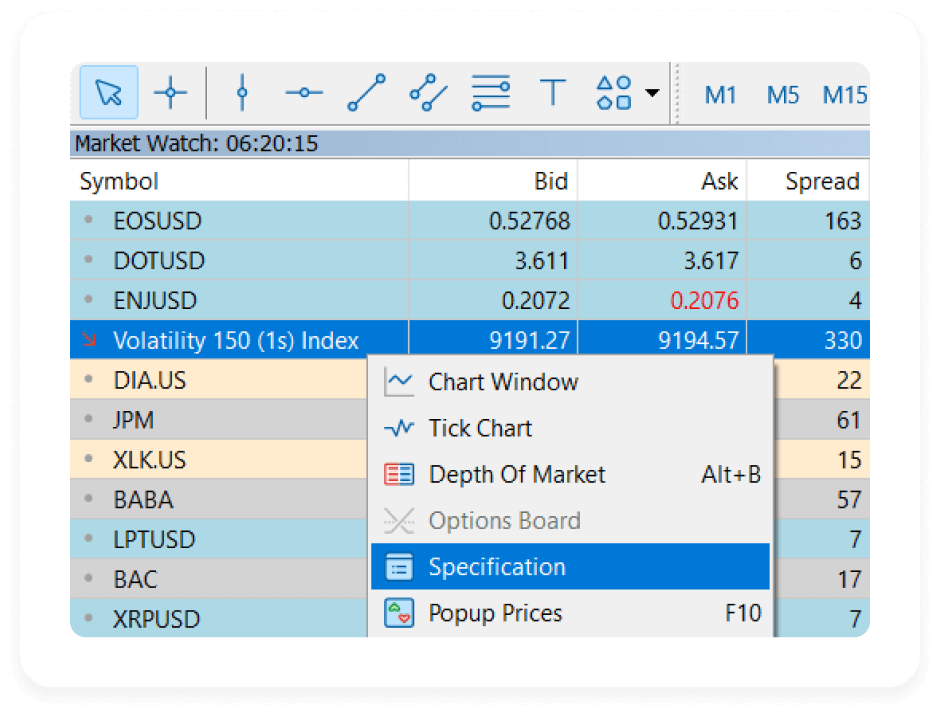 M1 M5 M15
Market Watch: 06:20:15
Symbol Bid Ask Spread
EOSUSD 0.52768 0.52931 163
DOTUSD 3.611 3.617 6
ENJUSD 0.2072 0.2076 4
Volatility 150 (1s) Index 9191.27 9194.57 330
DIA.US 22
JPM 61
XLK.US 15
BABA 57
LPTUSD 7
BAC 17
XRPUSD 7
Chart Window
Tick Chart
Depth Of Market Alt+B
Options Board
Specification
Popup Prices F10